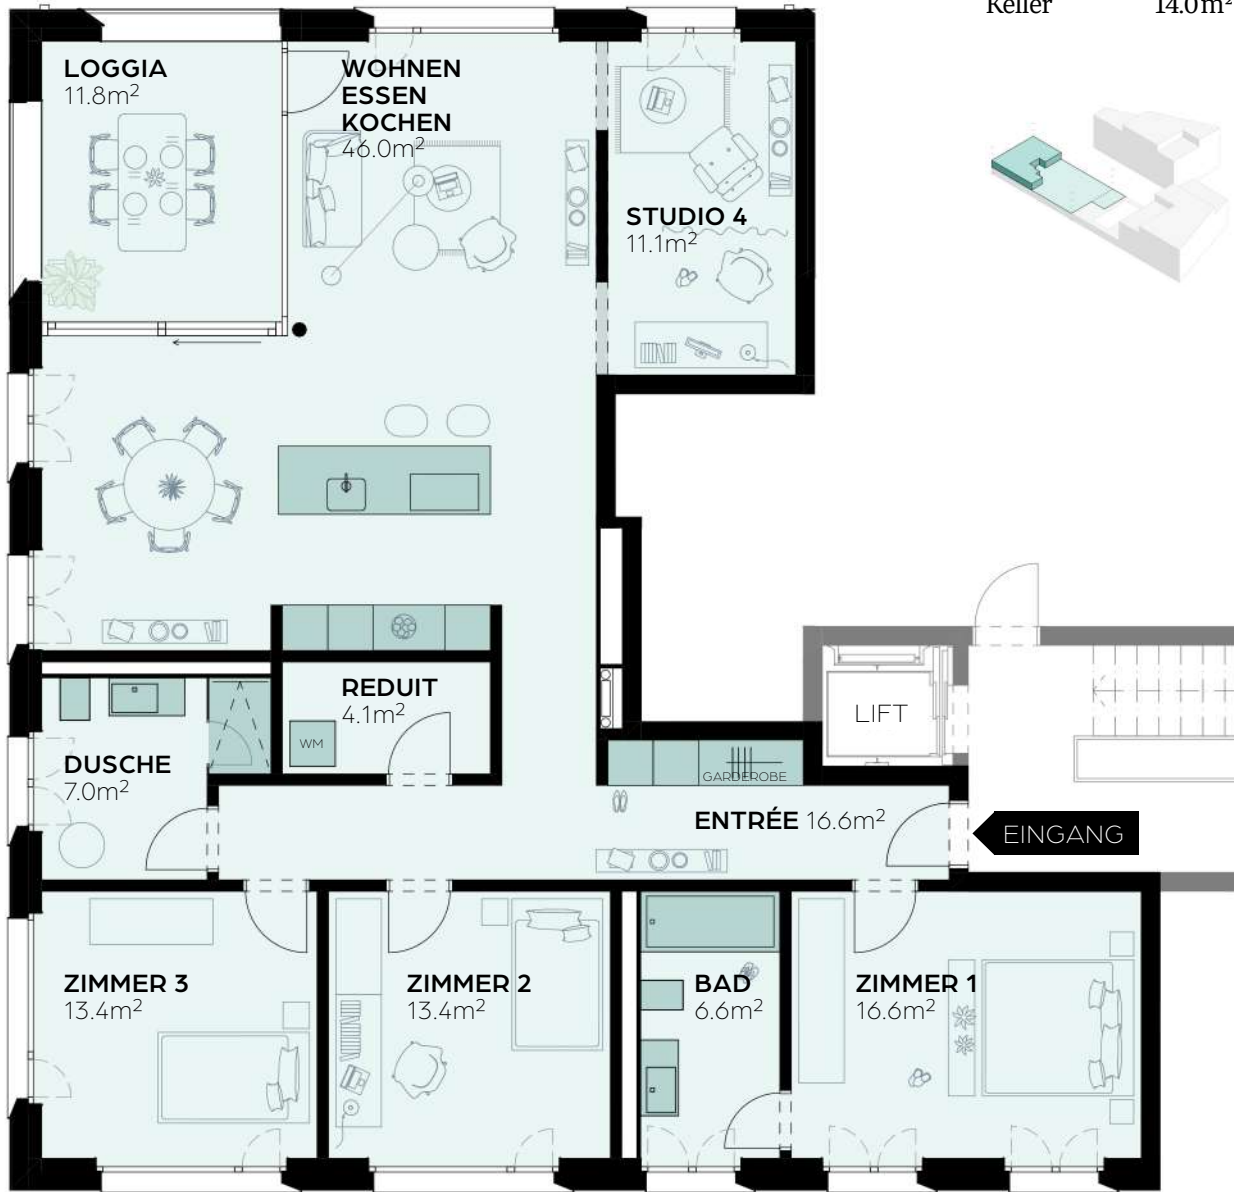 Keller 14.0 m²
LOGGIA
11.8m²
WOHNEN
ESSEN
KOCHEN
46.0m²
STUDIO 4
11.1m²
REDUIT
4.1m²
WM
LIFT
DUSCHE
7.0m²
GARDEROBE
ENTRÉE 16.6m²
EINGANG
ZIMMER 3
13.4m²
ZIMMER 2
13.4m²
BAD
6.6m²
ZIMMER 1
16.6m²